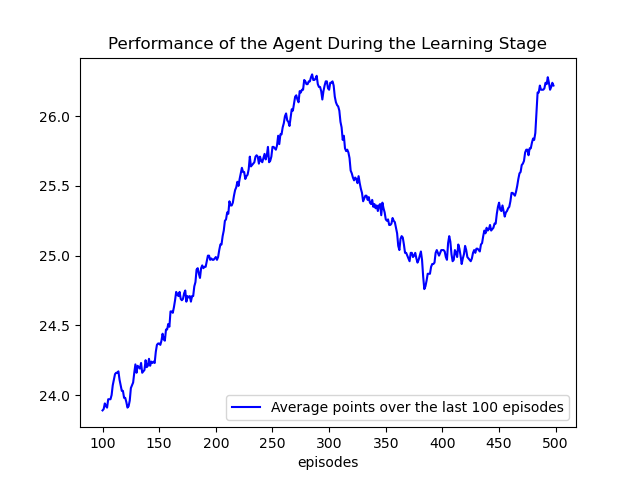 Performance of the Agent During the Learning Stage
26.0
25.5
25.0
24.5
24.0
Average points over the last 100 episodes
100 150 200 250 300 350 400 450 500
episodes